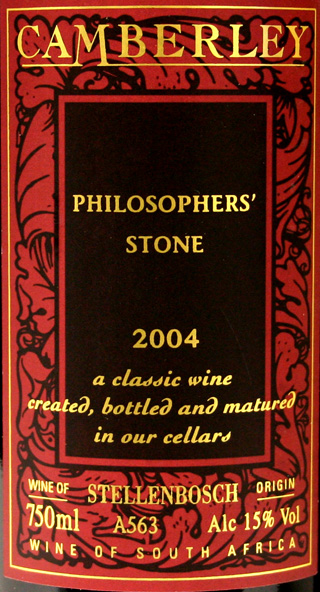 CAMBERLEY
PHILOSOPHERS'
STONE
2004
a classic wine
created, bottled and matured
in our cellars
WINE OF STELLENBOSCH ORIGIN
750ml A563 Alc 15% Vol
WINE OF SOUTH AFRICA